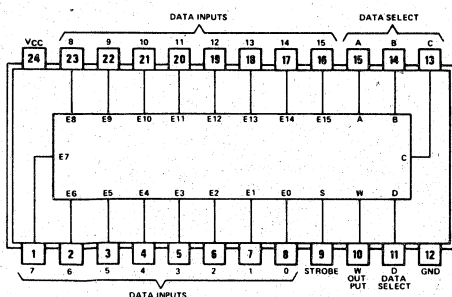 DATA INPUTS DATA SELECT
VCC 8 9 10 11 12 13 14 15 A B C
24 23 22 21 20 19 18 17 16 15 14 13
E8 E9 E10 E11 E12 E13 E14 E15 A B
E7 C
E6 E5 E4 E3 E2 E1 E0 S W D
1 2 3 4 5 6 7 8 9 10 11 12
7 6 5 4 3 2 1 0 STROBE W D GND
OUT DATA
PUT SELECT
DATA INPUTS